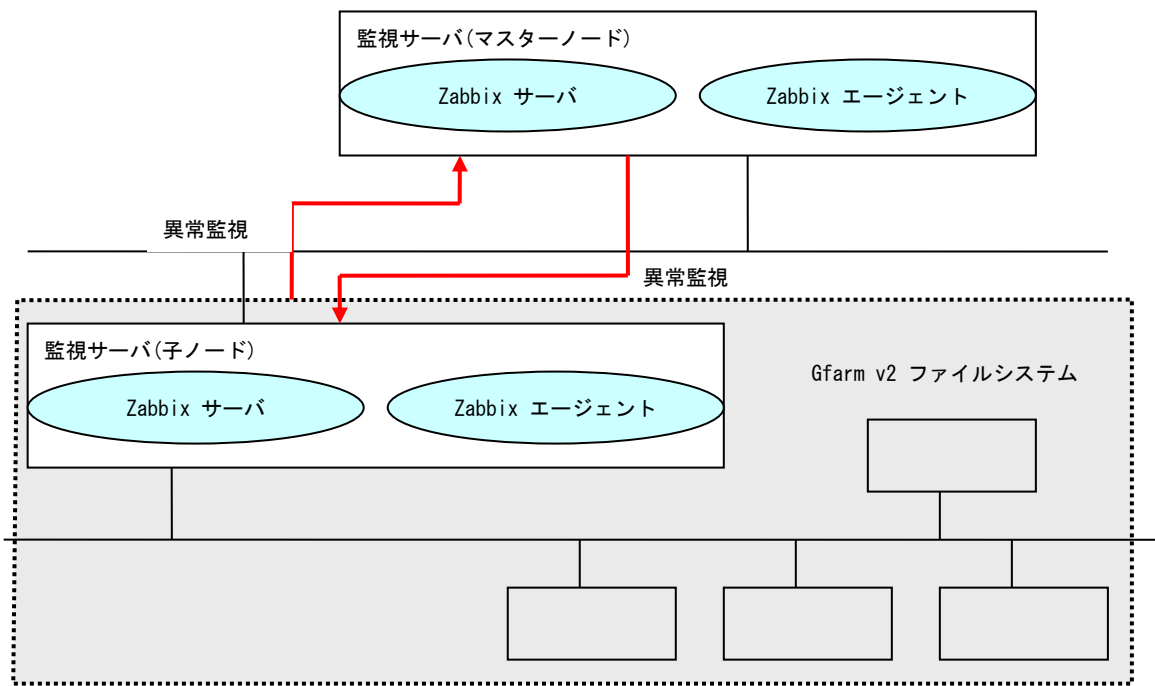 監視サーバ(マスターノード)
Zabbix サーバ
Zabbix エージェント
異常監視
異常監視
監視サーバ(子ノード)
Gfarm v2 ファイルシステム
Zabbix サーバ
Zabbix エージェント